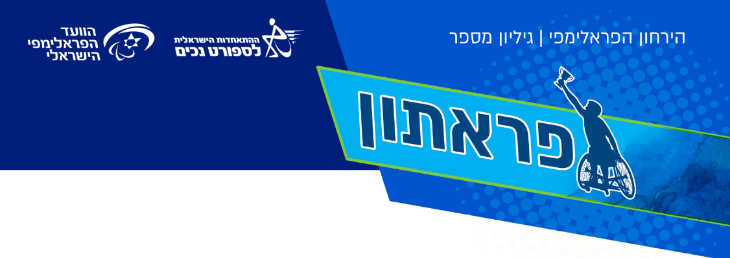 הירחון הפראלימפי | גיליון מספר
ההתאחדות הישראלית
לספורט נכים
הוועד
הפראלימפי
הישראלי
פראתון